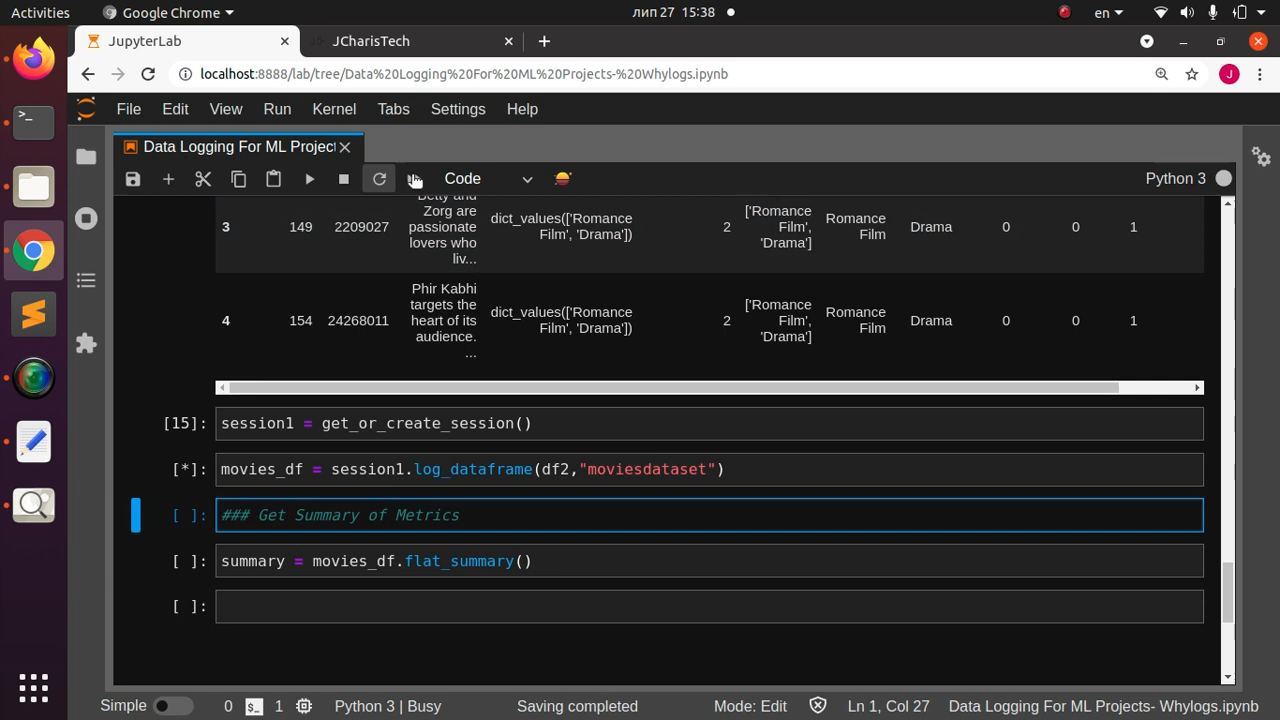 Activities Google Chrome лип 27 15:38 en
JupyterLab JCharisTech
localhost:8888/lab/tree/Data%20Logging%20For%20ML%20Projects-%20Whylogs.ipynb J
File Edit View Run Kernel Tabs Settings Help
Data Logging For ML Project
Code Python 3
Betty and
Zorg are
passionate
lovers who
liv...
3 149 2209027 dict_values(['Romance
Film', 'Drama']) 2 ['Romance
Film',
'Drama'] Romance
Film Drama 0 0 1
4 154 24268011 Phir Kabhi
targets the
heart of its
audience.
... dict_values(['Romance
Film', 'Drama']) 2 ['Romance
Film',
'Drama'] Romance
Film Drama 0 0 1
[15]: session1 = get_or_create_session()
[*]: movies_df = session1.log_dataframe(df2,"moviesdataset")
[ ]: ### Get Summary of Metrics
[ ]: summary = movies_df.flat_summary()
[ ]:
Simple 0 1 Python 3 | Busy Saving completed Mode: Edit Ln 1, Col 27 Data Logging For ML Projects- Whylogs.ipynb